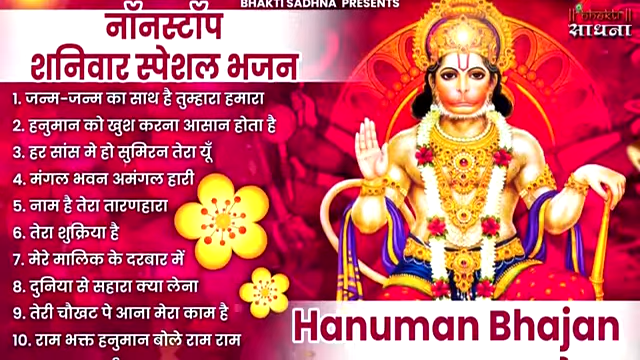 BHAKTI SADHNA PRESENTS
साधना
नॉनस्टॉप
शनिवार स्पेशल भजन
1. जन्म-जन्म का साथ है तुम्हारा हमारा
2. हनुमान को खुश करना आसान होता है
3. हर सांस मे हो सुमिरन तेरा यूँ
4. मंगल भवन अमंगल हारी
5. नाम है तेरा तारणहारा
6. तेरा शुक्रिया है
7. मेरे मालिक के दरबार में
8. दुनिया से सहारा क्या लेना
9. तेरी चौखट पे आना मेरा काम है
10. राम भक्त हनुमान बोले राम राम
Hanuman Bhajan